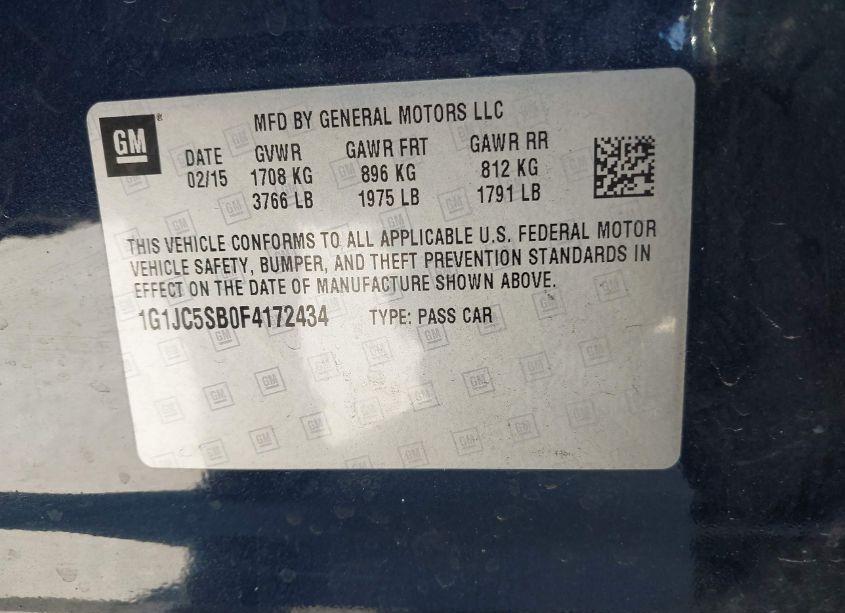 GM
MFD BY GENERAL MOTORS LLC
DATE GVWR GAWR FRT GAWR RR
02/15 1708 KG 896 KG 812 KG
3766 LB 1975 LB 1791 LB
THIS VEHICLE CONFORMS TO ALL APPLICABLE U.S. FEDERAL MOTOR
VEHICLE SAFETY, BUMPER, AND THEFT PREVENTION STANDARDS IN
EFFECT ON THE DATE OF MANUFACTURE SHOWN ABOVE.
1G1JC5SB0F4172434 TYPE: PASS CAR